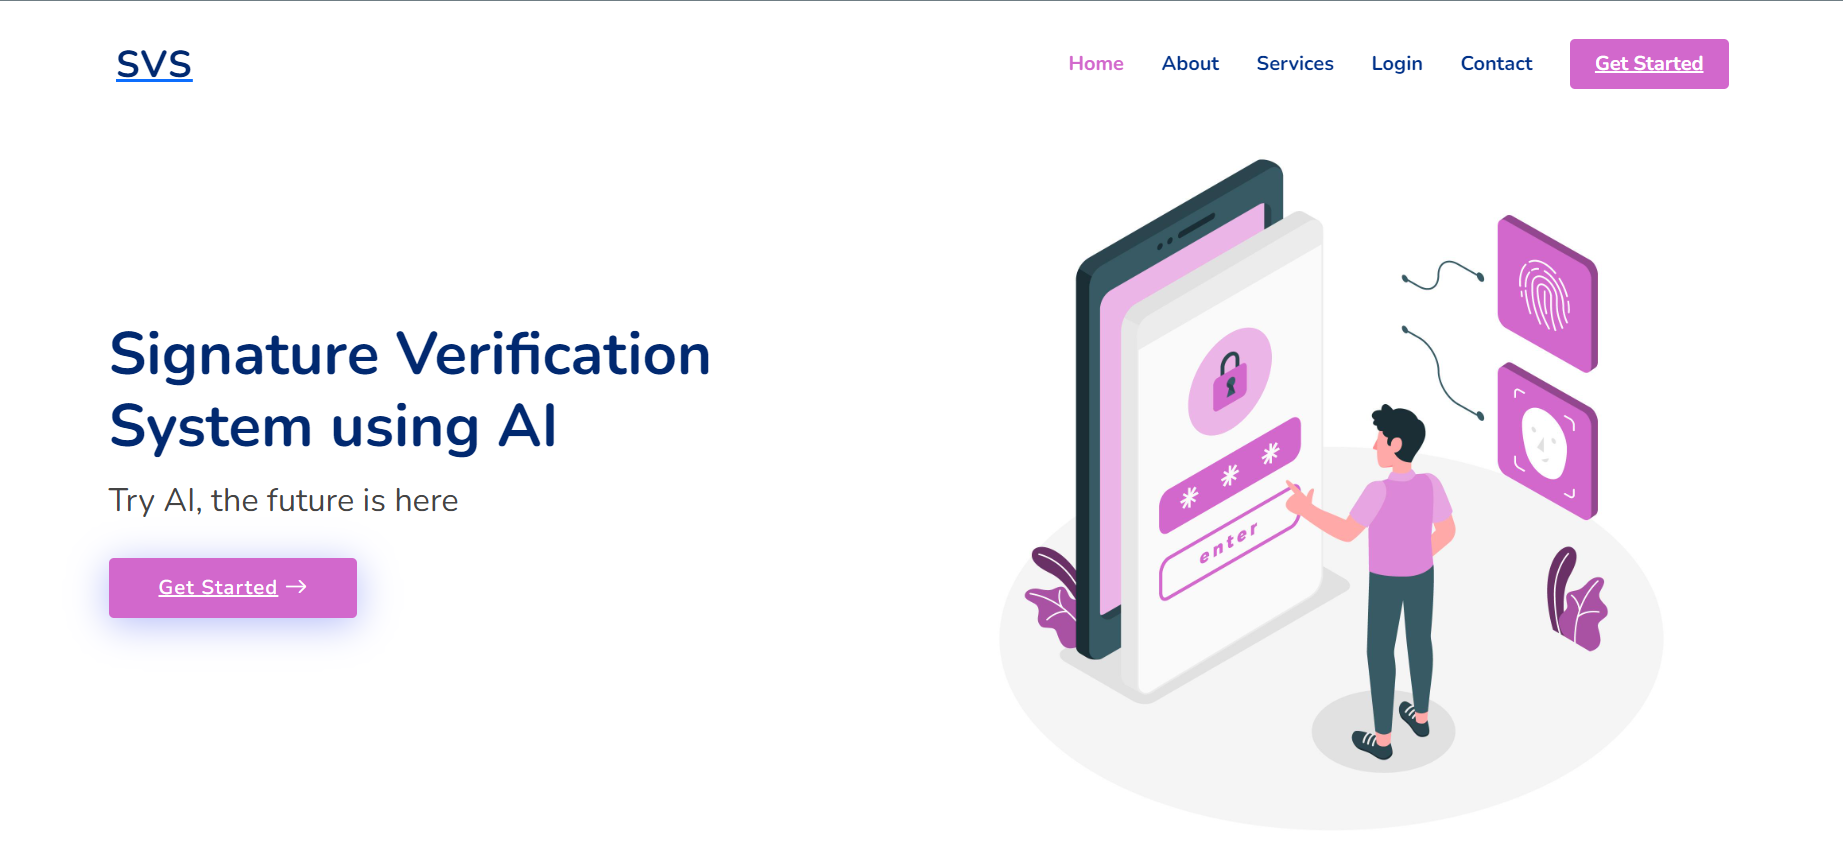 SVS
Home About Services Login Contact Get Started
Signature Verification
System using AI
Try AI, the future is here
Get Started →
* * *
enter